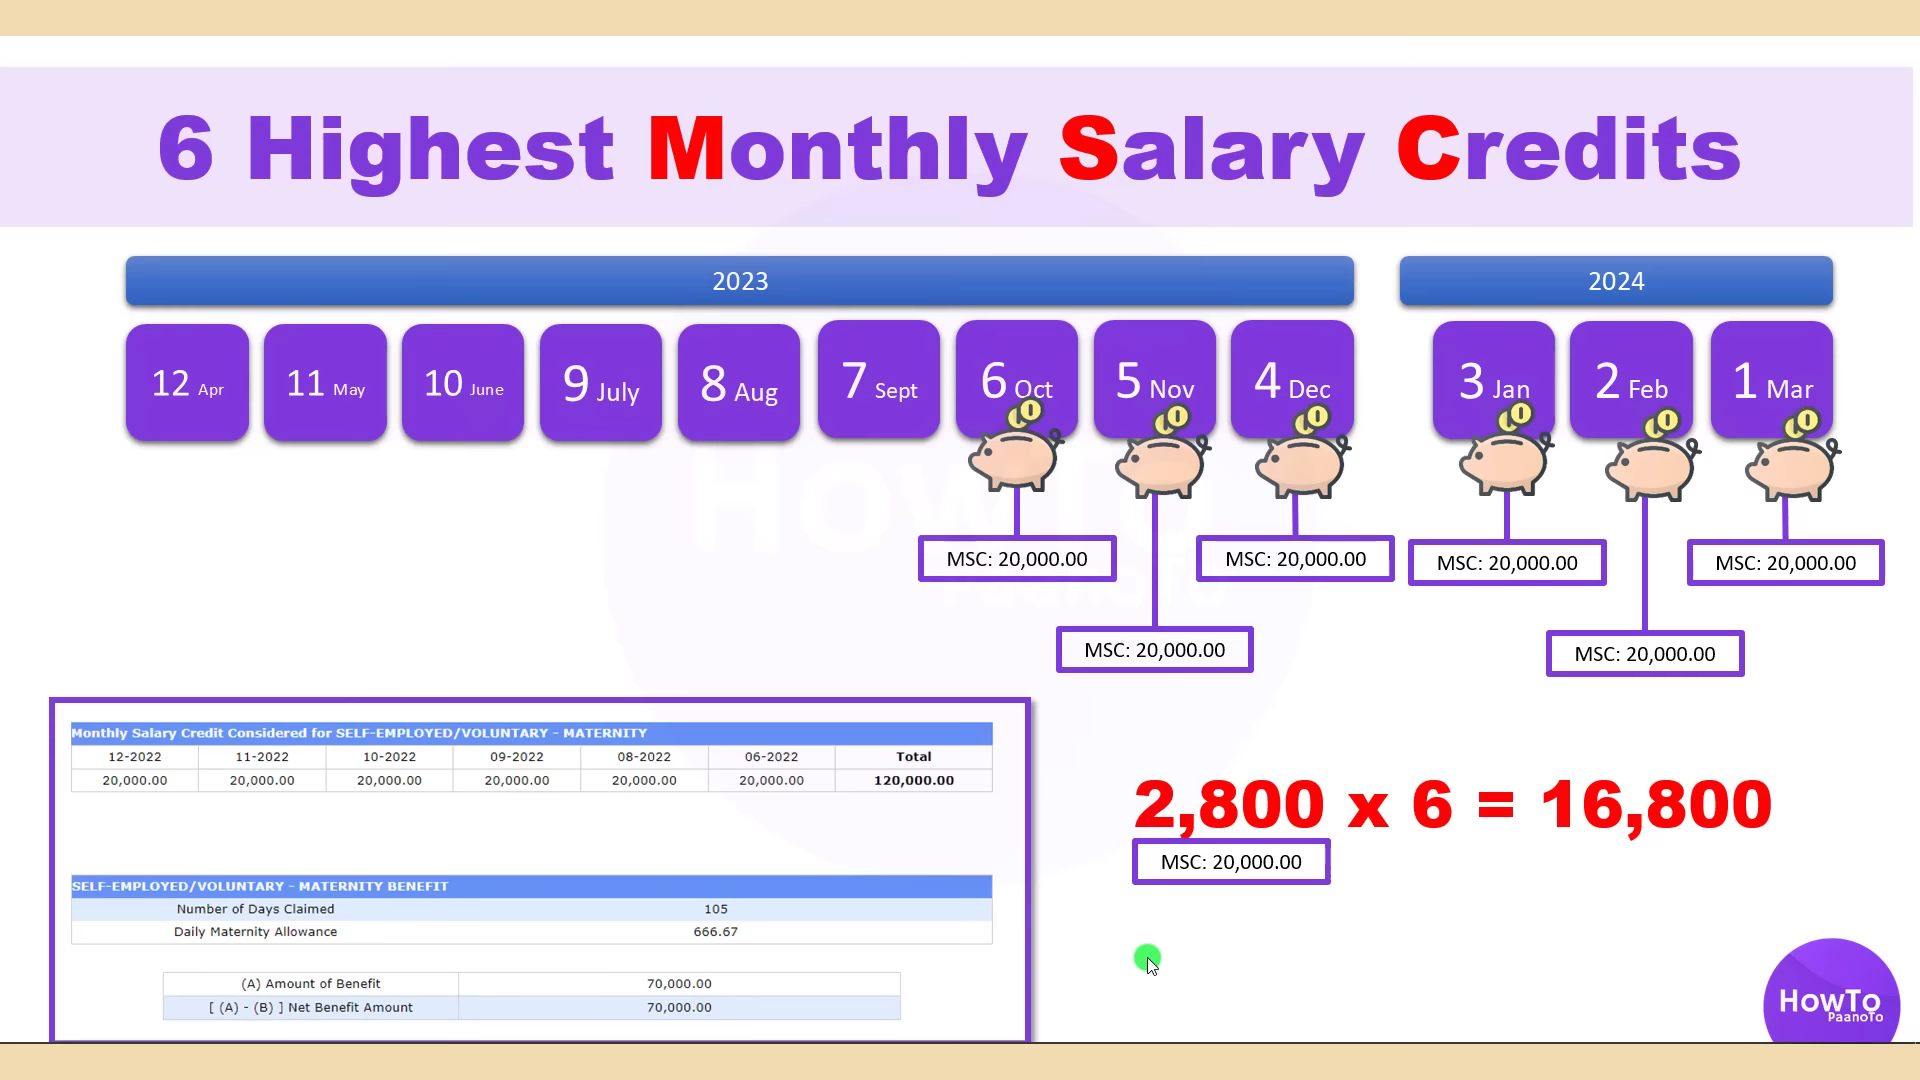 6 Highest Monthly Salary Credits
2023
2024
12 Apr
11 May
10 June
9 July
8 Aug
7 Sept
6 Oct
5 Nov
4 Dec
3 Jan
2 Feb
1 Mar
MSC: 20,000.00
MSC: 20,000.00
MSC: 20,000.00
MSC: 20,000.00
MSC: 20,000.00
MSC: 20,000.00
Monthly Salary Credit Considered for SELF-EMPLOYED/VOLUNTARY - MATERNITY
12-2022 11-2022 10-2022 09-2022 08-2022 06-2022 Total
20,000.00 20,000.00 20,000.00 20,000.00 20,000.00 20,000.00 120,000.00
SELF-EMPLOYED/VOLUNTARY - MATERNITY BENEFIT
Number of Days Claimed 105
Daily Maternity Allowance 666.67
(A) Amount of Benefit 70,000.00
[ (A) - (B) ] Net Benefit Amount 70,000.00
2,800 x 6 = 16,800
MSC: 20,000.00
HowTo
PaanoTo
HowTo
PaanoTo